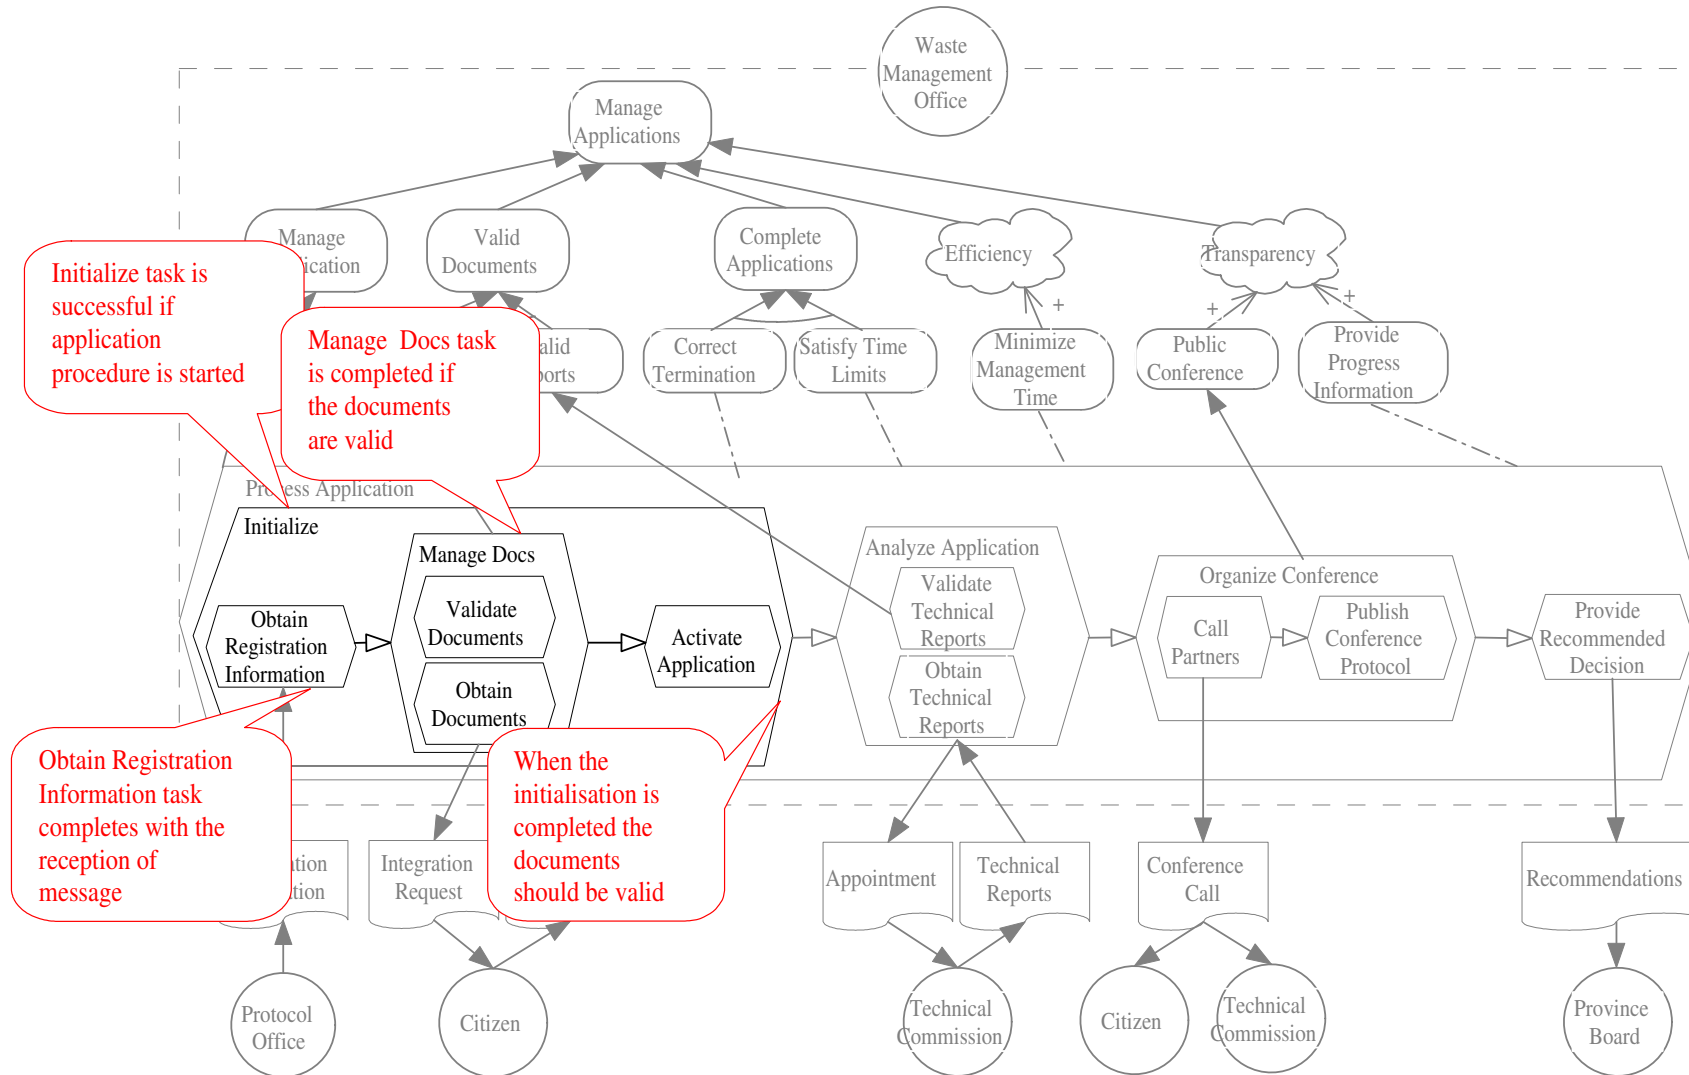 Waste
Management
Office
Manage
Applications
Manage
Valid
Documents
Complete
Applications
Efficiency
Transparency
Initialize task is
successful if
application
procedure is started
Manage Docs task
is completed if
the documents
are valid
Correct
Termination
Satisfy Time
Limits
Minimize
Management
Time
+
Public
Conference
+
+
Provide
Progress
Information
Process Application
Initialize
Manage Docs
Validate
Documents
Obtain
Registration
Information
Obtain
Documents
Activate
Application
Analyze Application
Validate
Technical
Reports
Obtain
Technical
Reports
Organize Conference
Call
Partners
Publish
Conference
Protocol
Provide
Recommended
Decision
Obtain Registration
Information task
completes with the
reception of
message
When the
initialisation is
completed the
documents
should be valid
Integration
Request
Appointment
Technical
Reports
Conference
Call
Recommendations
Protocol
Office
Citizen
Technical
Commission
Citizen
Technical
Commission
Province
Board